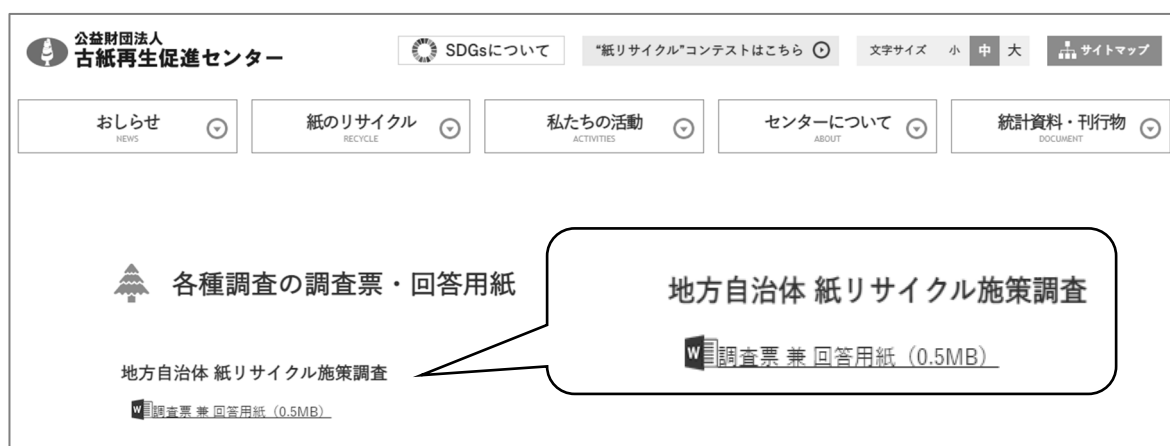 公益財団法人
古紙再生促進センター
SDGsについて
“紙リサイクル”コンテストはこちら
文字サイズ 小 中 大
サイトマップ
おしらせ
NEWS
紙のリサイクル
RECYCLE
私たちの活動
ACTIVITIES
センターについて
ABOUT
統計資料・刊行物
DOCUMENT
各種調査の調査票・回答用紙
地方自治体 紙リサイクル施策調査
W 調査票 兼 回答用紙（0.5MB）
地方自治体 紙リサイクル施策調査
W 調査票 兼 回答用紙（0.5MB）